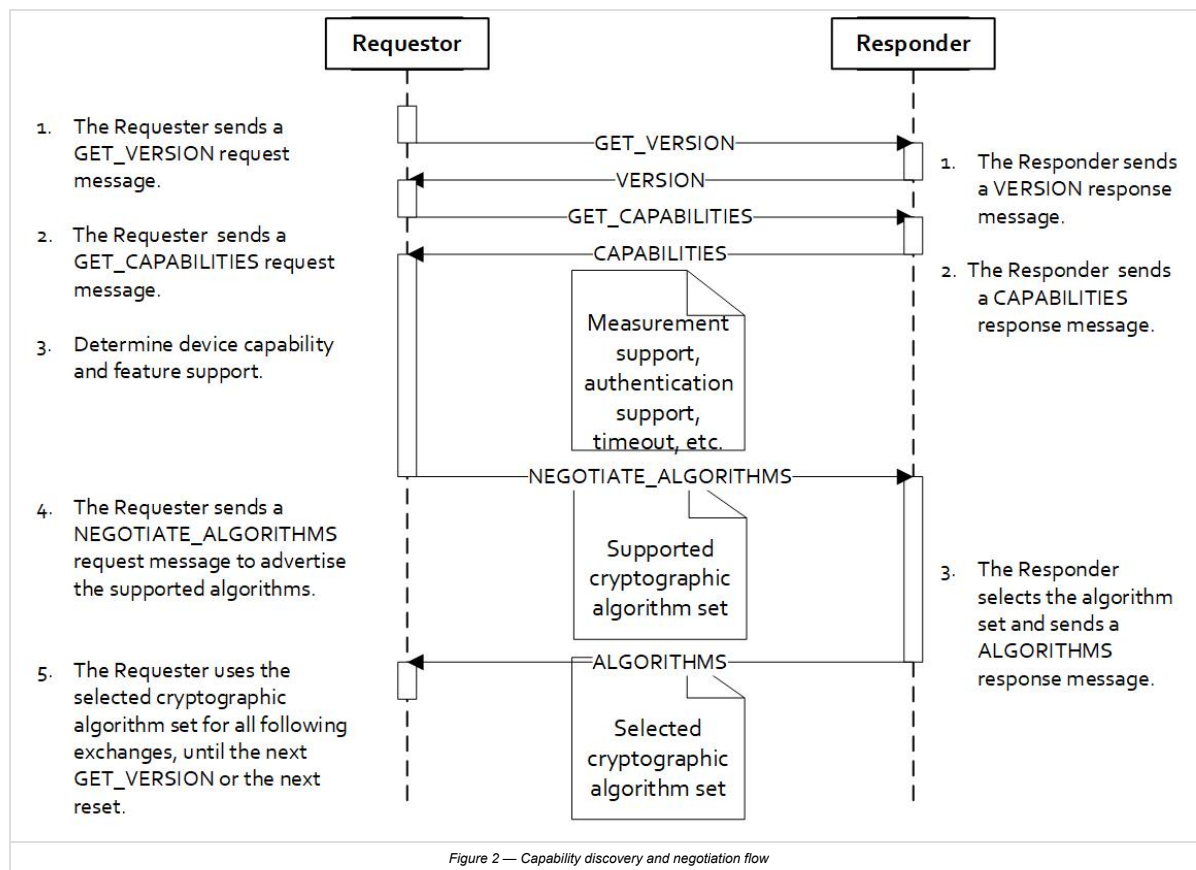 Requestor
Responder
1. The Requester sends a
GET_VERSION request
message.
2. The Requester sends a
GET_CAPABILITIES request
message.
3. Determine device capability
and feature support.
4. The Requester sends a
NEGOTIATE_ALGORITHMS
request message to advertise
the supported algorithms.
5. The Requester uses the
selected cryptographic
algorithm set for all following
exchanges, until the next
GET_VERSION or the next
reset.
GET_VERSION
VERSION
GET_CAPABILITIES
CAPABILITIES
Measurement
support,
authentication
support,
timeout, etc.
NEGOTIATE_ALGORITHMS
Supported
cryptographic
algorithm set
ALGORITHMS
Selected
cryptographic
algorithm set
1. The Responder sends
a VERSION response
message.
2. The Responder sends
a CAPABILITIES
response message.
3. The Responder
selects the algorithm
set and sends a
ALGORITHMS
response message.
Figure 2 — Capability discovery and negotiation flow